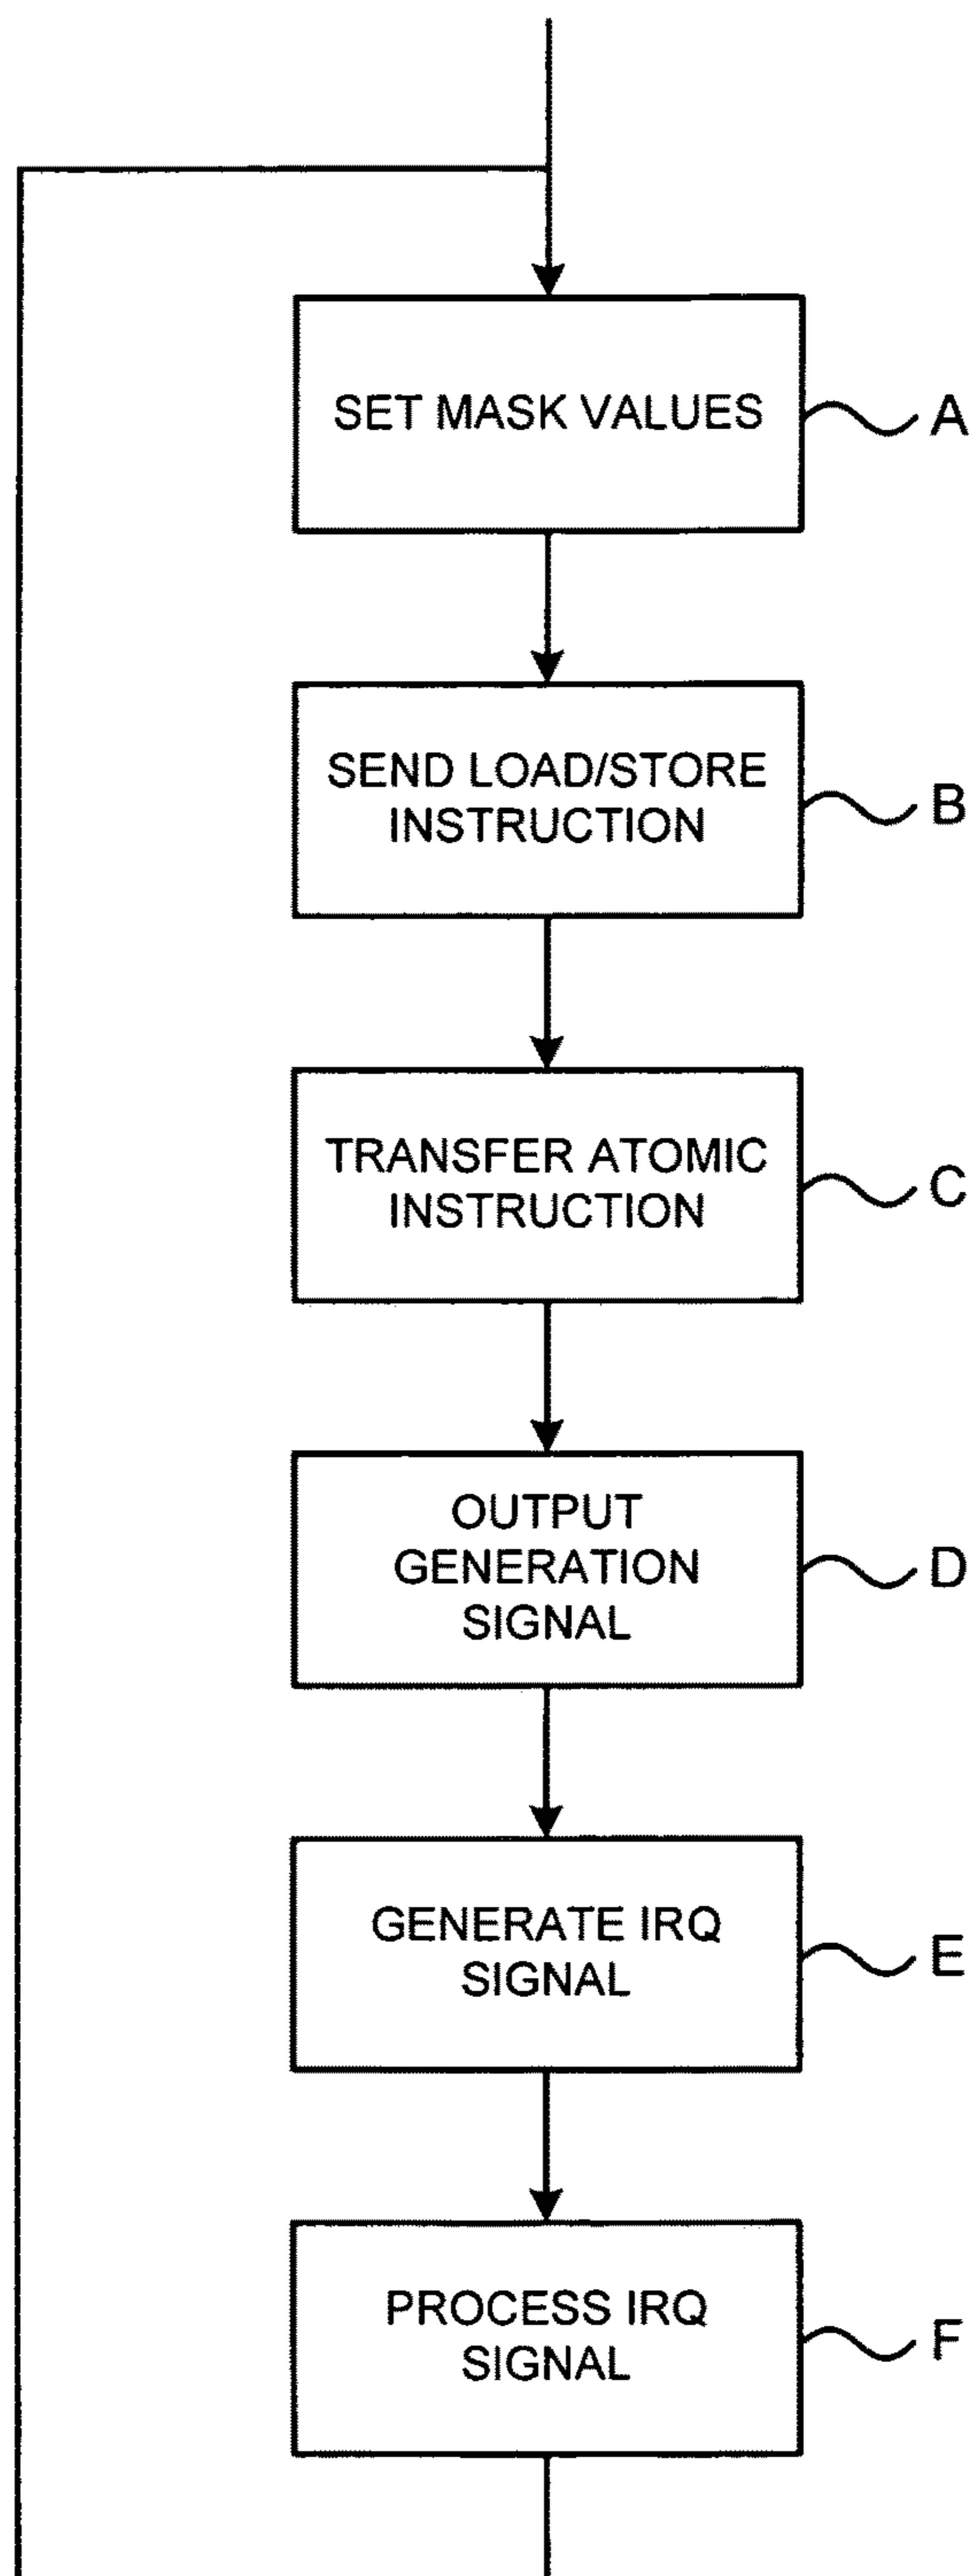 SET MASK VALUES
A
SEND LOAD/STORE
INSTRUCTION
B
TRANSFER ATOMIC
INSTRUCTION
C
OUTPUT
GENERATION
SIGNAL
D
GENERATE IRQ
SIGNAL
E
PROCESS IRQ
SIGNAL
F